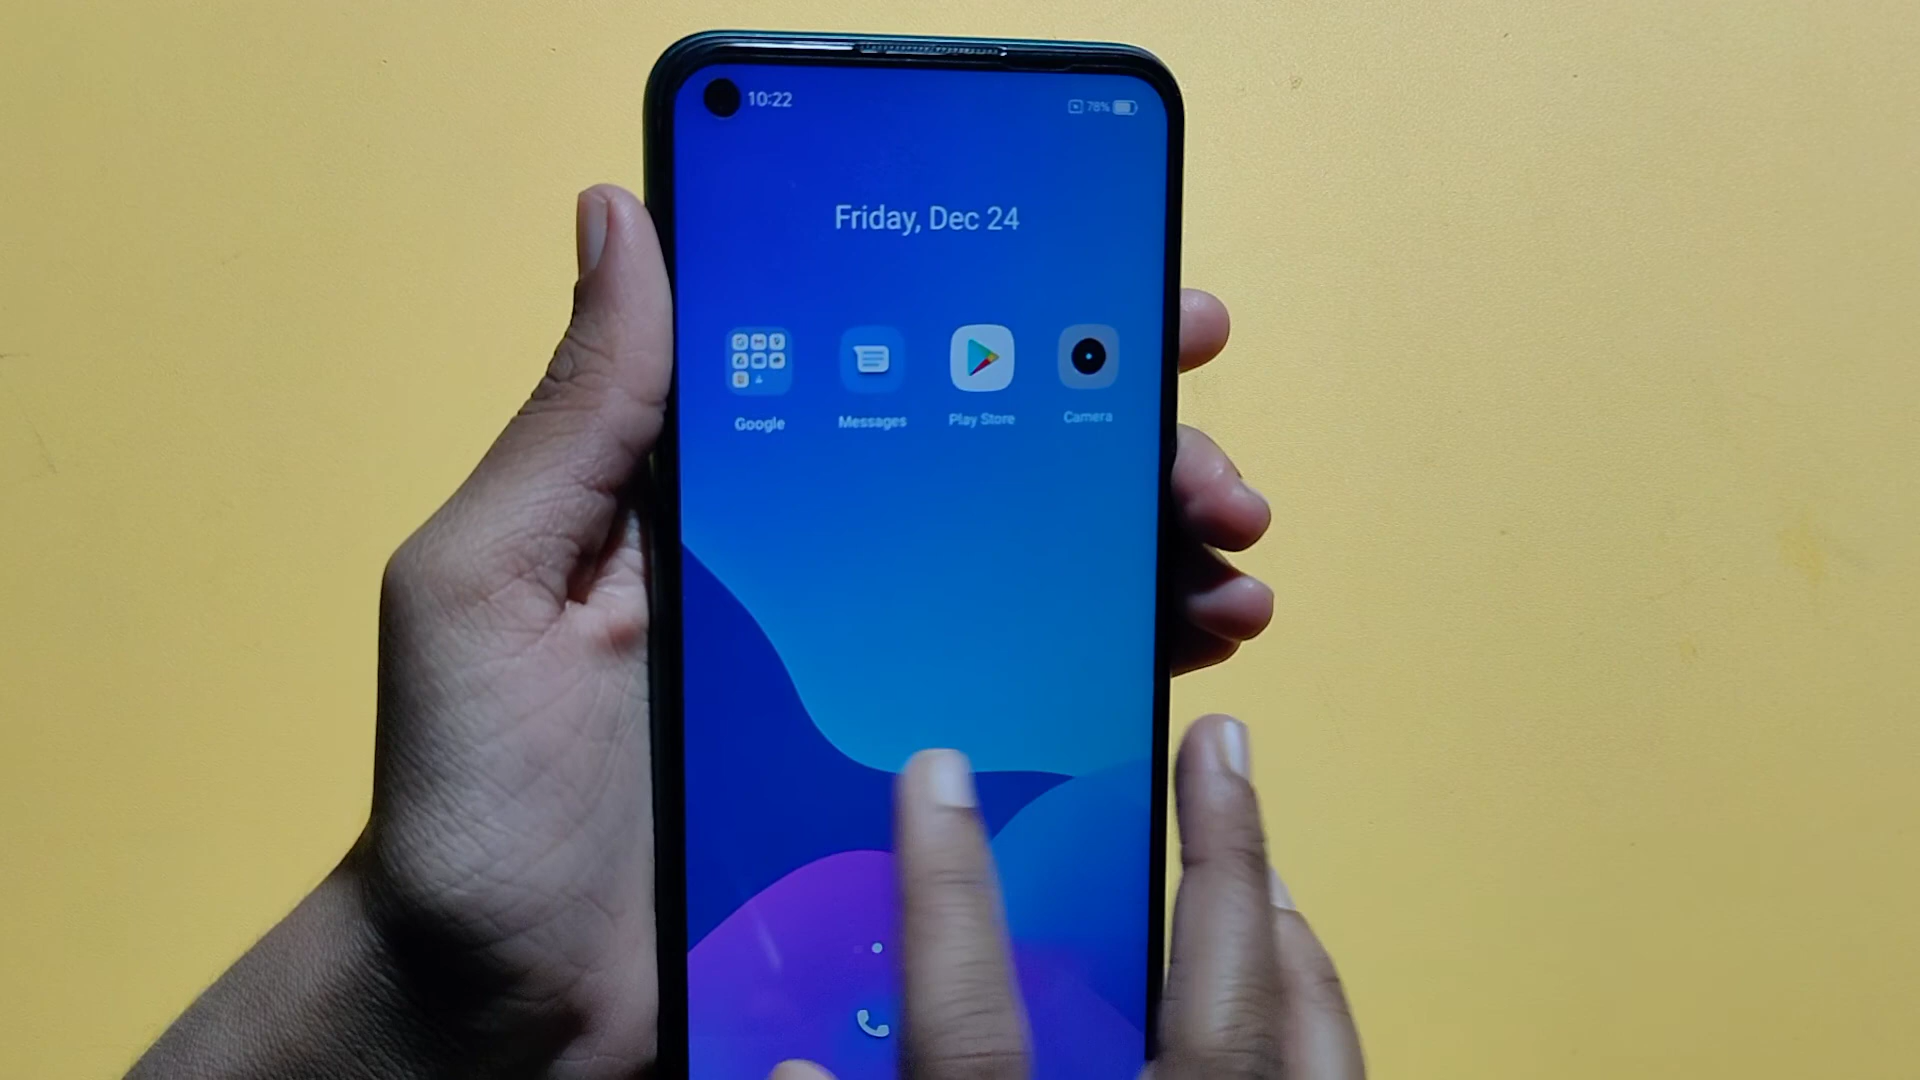 10:22
78%
Friday, Dec 24
Google
Messages
Play Store
Camera